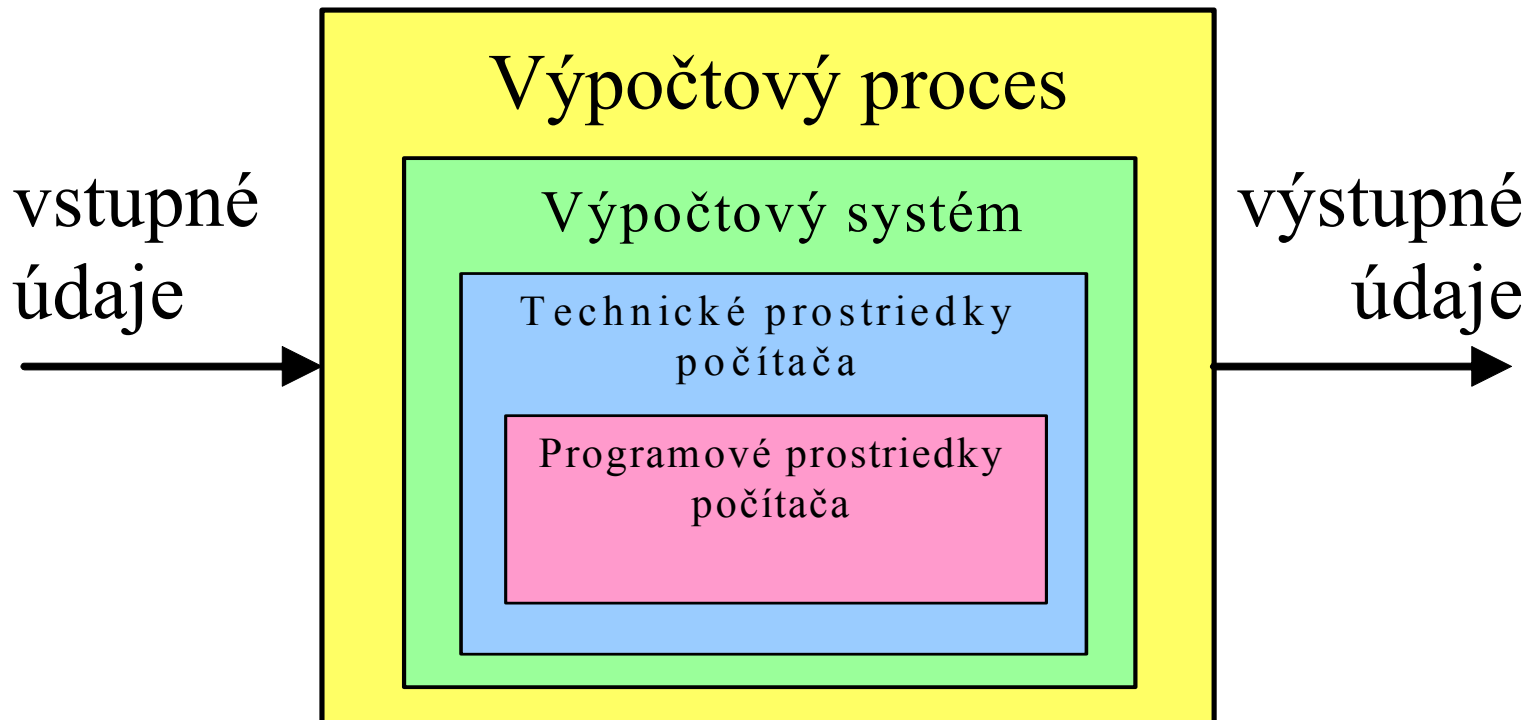 Výpočtový proces
vstupné
údaje
Výpočtový systém
Technické prostriedky
počítača
Programové prostriedky
počítača
výstupné
údaje